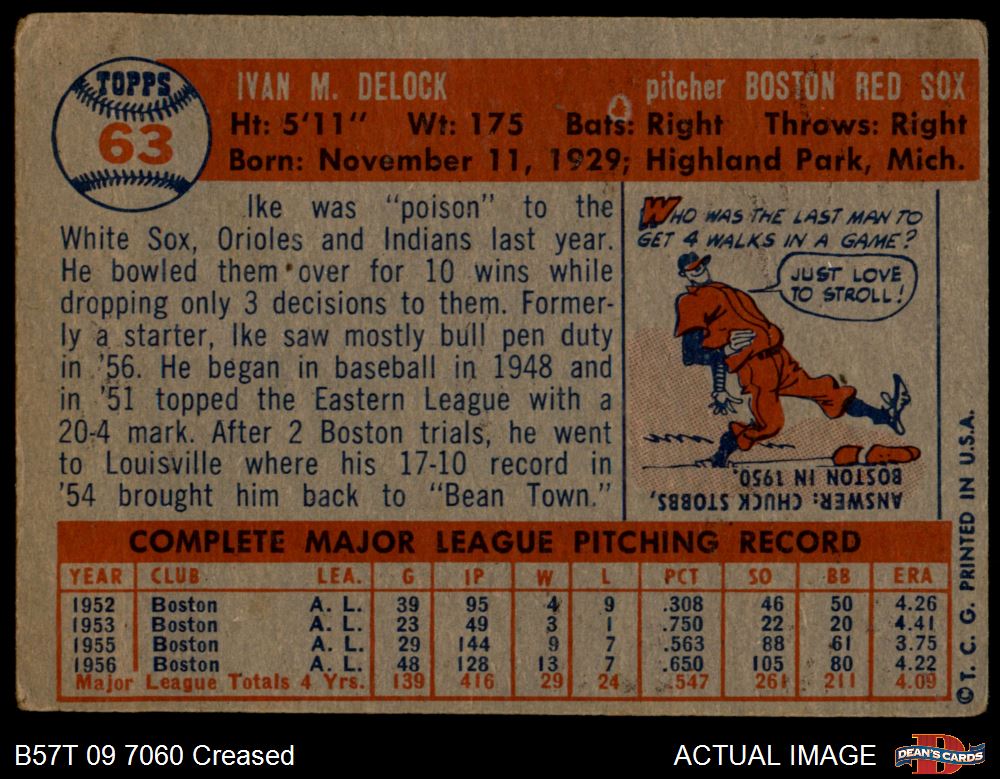 TOPPS
63
IVAN M. DELOCK pitcher BOSTON RED SOX
Ht: 5'11" Wt: 175 Bats: Right Throws: Right
Born: November 11, 1929; Highland Park, Mich.
Ike was "poison" to the
White Sox, Orioles and Indians last year.
He bowled them over for 10 wins while
dropping only 3 decisions to them. Former-
ly a starter, Ike saw mostly bull pen duty
in '56. He began in baseball in 1948 and
in '51 topped the Eastern League with a
20-4 mark. After 2 Boston trials, he went
to Louisville where his 17-10 record in
'54 brought him back to "Bean Town."
WHO WAS THE LAST MAN TO
GET 4 WALKS IN A GAME?
JUST LOVE
TO STROLL!
ANSWER: CHUCK STOBBS,
BOSTON IN 1950.
COMPLETE MAJOR LEAGUE PITCHING RECORD
YEAR CLUB LEA. G IP W L PCT SO BB ERA
1952 Boston A. L. 39 95 4 9 .308 46 50 4.26
1953 Boston A. L. 23 49 3 1 .750 22 20 4.41
1955 Boston A. L. 29 144 9 7 .563 88 61 3.75
1956 Boston A. L. 48 128 13 7 .650 105 80 4.22
Major League Totals 4 Yrs. 139 416 29 24 .547 261 211 4.09
© T. C. G. PRINTED IN U.S.A.
B57T 09 7060 Creased ACTUAL IMAGE
DEAN'S CARDS